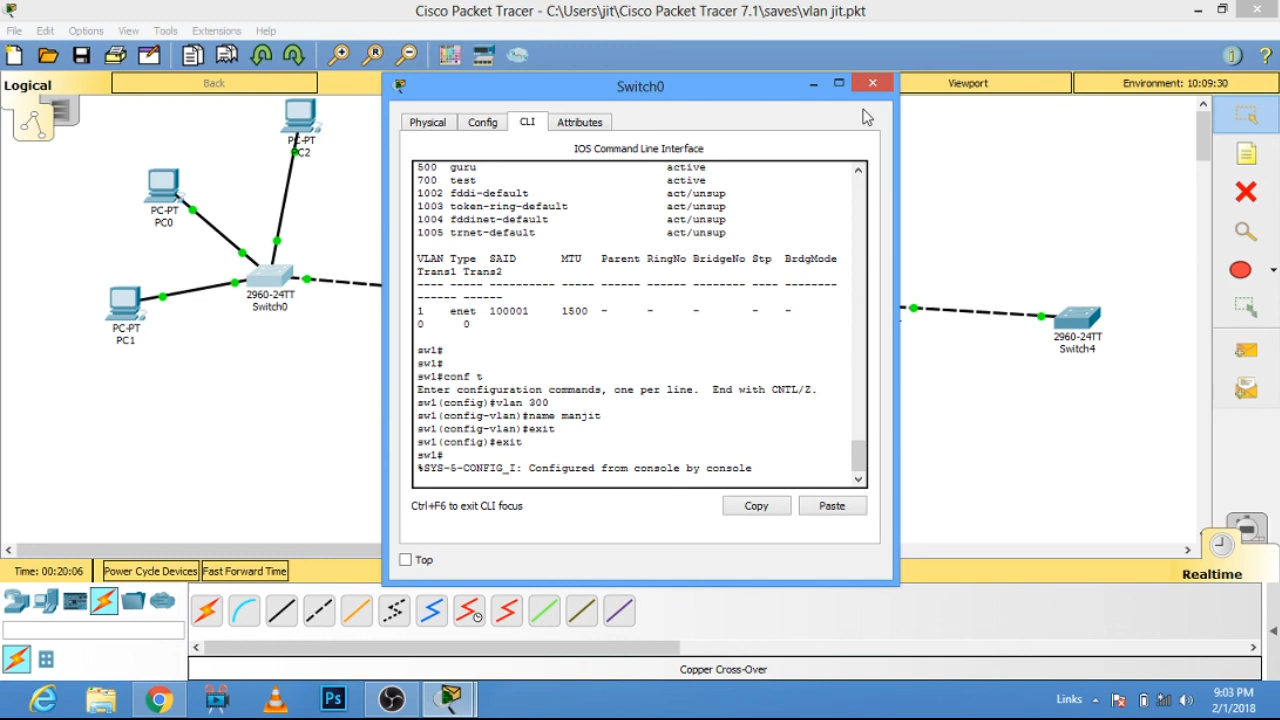 Cisco Packet Tracer - C:\Users\jit\Cisco Packet Tracer 7.1\saves\vlan jit.pkt
File Edit Options View Tools Extensions Help
Logical
Back
Switch0
Viewport
Environment: 10:09:30
Physical Config CLI Attributes
IOS Command Line Interface
500 guru active
700 test active
1002 fddi-default act/unsup
1003 token-ring-default act/unsup
1004 fddinet-default act/unsup
1005 trnet-default act/unsup
VLAN Type SAID MTU Parent RingNo BridgeNo Stp BrdgMode
Trans1 Trans2
---- ----- ---------- ----- ------ ------ -------- ---- --------
------ ------
1 enet 100001 1500 - - - - -
0 0
sw1#
sw1#
sw1#conf t
Enter configuration commands, one per line. End with CNTL/Z.
sw1(config)#vlan 300
sw1(config-vlan)#name manjit
sw1(config-vlan)#exit
sw1(config)#exit
sw1#
%SYS-5-CONFIG_I: Configured from console by console
Ctrl+F6 to exit CLI focus
Copy
Paste
Top
PC-PT
PC2
PC-PT
PC0
2960-24TT
Switch0
PC-PT
PC1
2960-24TT
Switch4
Time: 00:20:06
Power Cycle Devices
Fast Forward Time
Realtime
Copper Cross-Over
Ps
Links
9:03 PM
2/1/2018